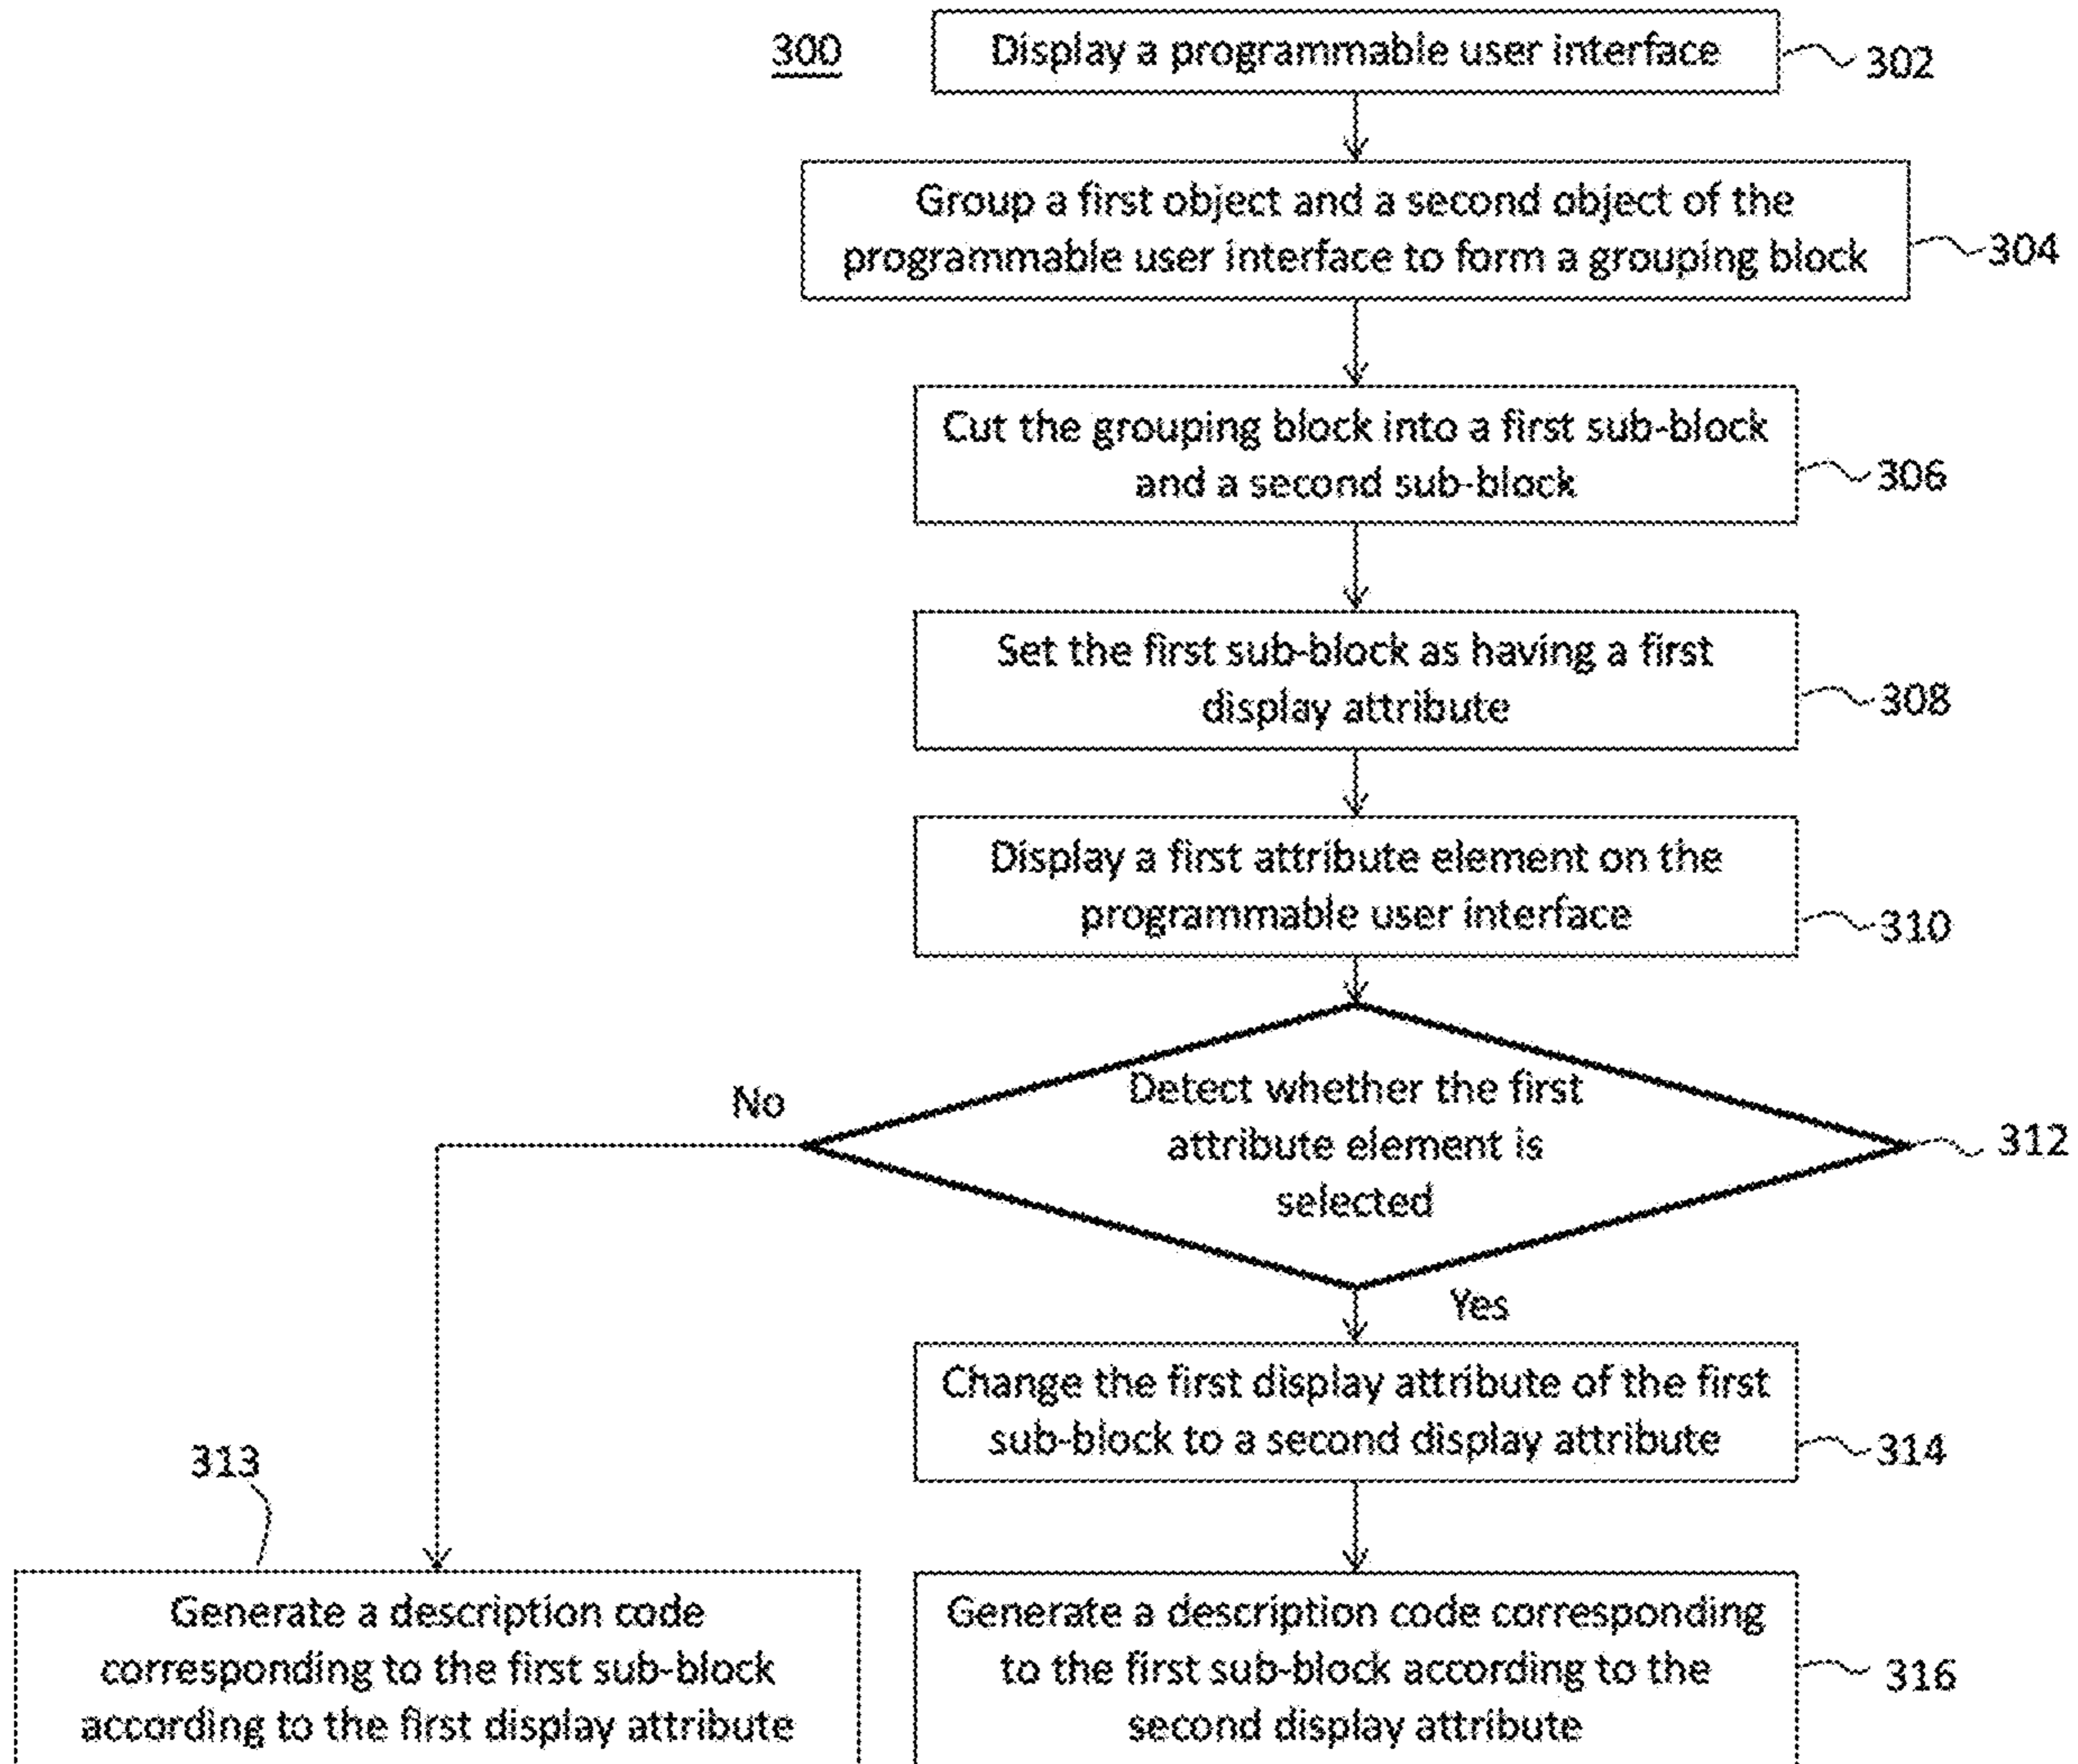 300
Display a programmable user interface
302
Group a first object and a second object of the
programmable user interface to form a grouping block
304
Cut the grouping block into a first sub-block
and a second sub-block
306
Set the first sub-block as having a first
display attribute
308
Display a first attribute element on the
programmable user interface
310
No
Detect whether the first
attribute element is
selected
312
Yes
Change the first display attribute of the first
sub-block to a second display attribute
314
313
Generate a description code
corresponding to the first sub-block
according to the first display attribute
Generate a description code corresponding
to the first sub-block according to the
second display attribute
316